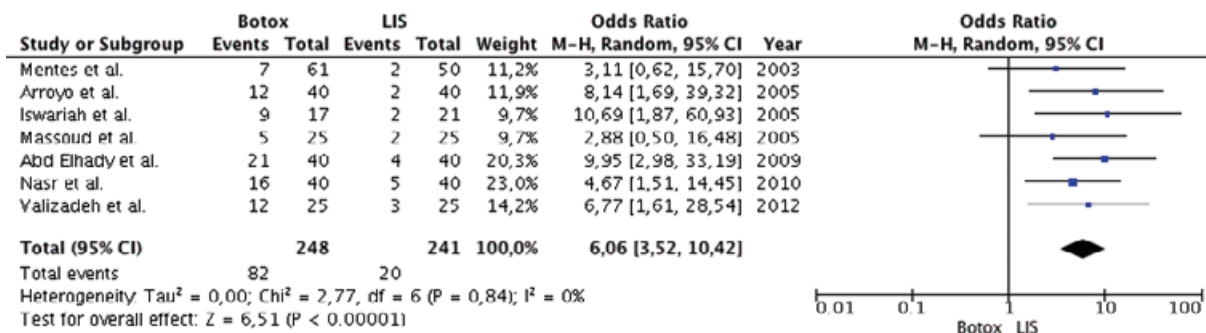 Botox LIS Odds Ratio Odds Ratio
Study or Subgroup Events Total Events Total Weight M-H, Random, 95% CI Year M-H, Random, 95% CI
Mentes et al. 7 61 2 50 11,2% 3,11 [0,62, 15,70] 2003
Arroyo et al. 12 40 2 40 11,9% 8,14 [1,69, 39,32] 2005
Iswariah et al. 9 17 2 21 9,7% 10,69 [1,87, 60,93] 2005
Massoud et al. 5 25 2 25 9,7% 2,88 [0,50, 16,48] 2005
Abd Elhady et al. 21 40 4 40 20,3% 9,95 [2,98, 33,19] 2009
Nasr et al. 16 40 5 40 23,0% 4,67 [1,51, 14,45] 2010
Valizadeh et al. 12 25 3 25 14,2% 6,77 [1,61, 28,54] 2012
Total (95% CI) 248 241 100,0% 6,06 [3,52, 10,42]
Total events 82 20
Heterogeneity: Tau² = 0,00; Chi² = 2,77, df = 6 (P = 0,84); I² = 0%
Test for overall effect: Z = 6,51 (P < 0.00001)
0.01 0.1 1 10 100
Botox LIS